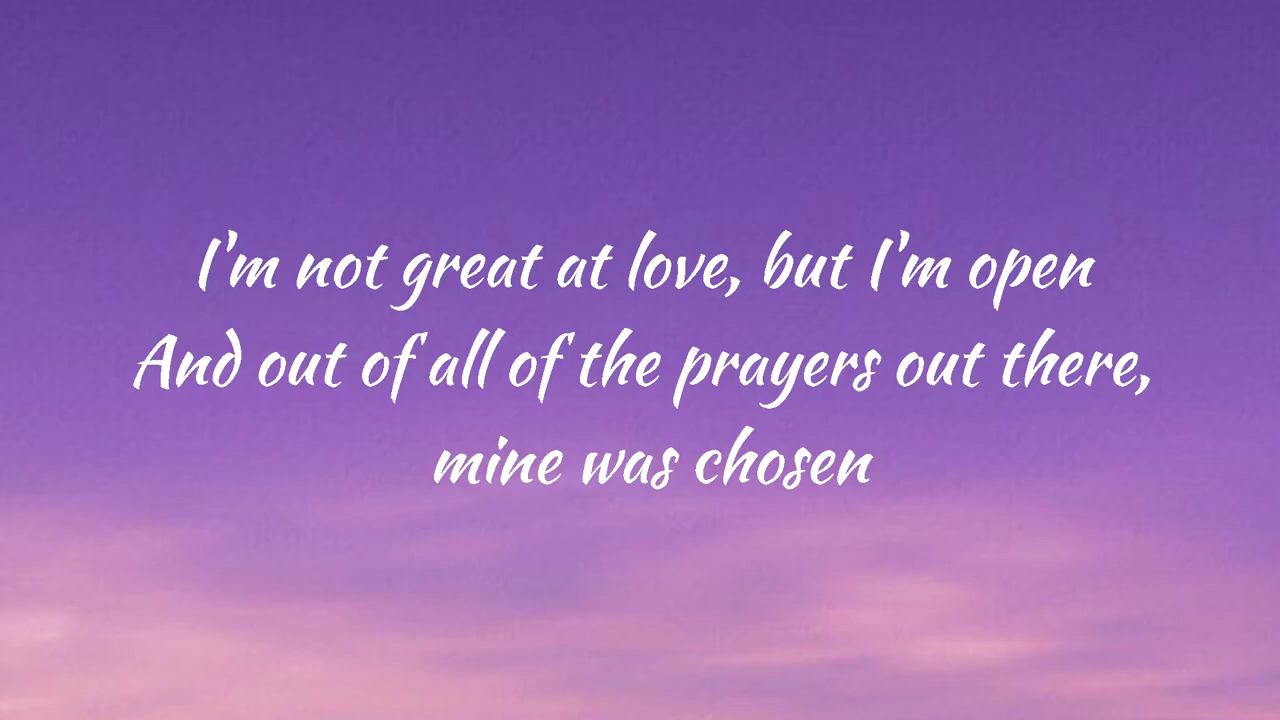 I'm not great at love, but I'm open
And out of all of the prayers out there,
mine was chosen